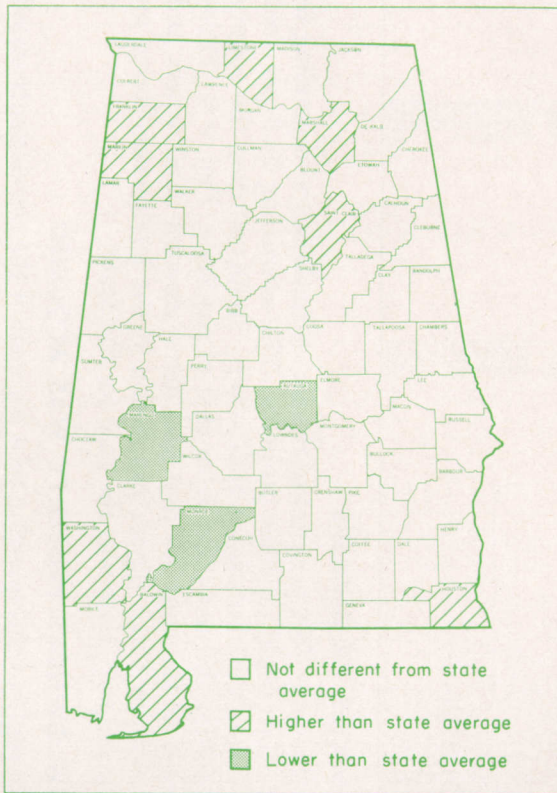 LAUDERDALE
LIMESTONE
MADISON
JACKSON
COLBERT
LAWRENCE
FRANKLIN
MORGAN
MARSHALL
DE KALB
MARION
WINSTON
CULLMAN
CHEROKEE
BLOUNT
ETOWAH
LAMAR
FAYETTE
WALKER
JEFFERSON
SAINT CLAIR
CALHOUN
CLEBURNE
TUSCALOOSA
SHELBY
TALLADEGA
CLAY
RANDOLPH
PICKENS
BIBB
GREENE
HALE
CHILTON
COOSA
TALLAPOOSA
CHAMBERS
SUMTER
PERRY
AUTAUGA
ELMORE
LEE
MARENGO
DALLAS
MACON
RUSSELL
LOWNDES
MONTGOMERY
CHOCTAW
WILCOX
BULLOCK
BARBOUR
CLARKE
BUTLER
CRENSHAW
PIKE
MONROE
WASHINGTON
CONECUH
COVINGTON
COFFEE
DALE
HENRY
MOBILE
BALDWIN
ESCAMBIA
GENEVA
HOUSTON
Not different from state
average
Higher than state average
Lower than state average